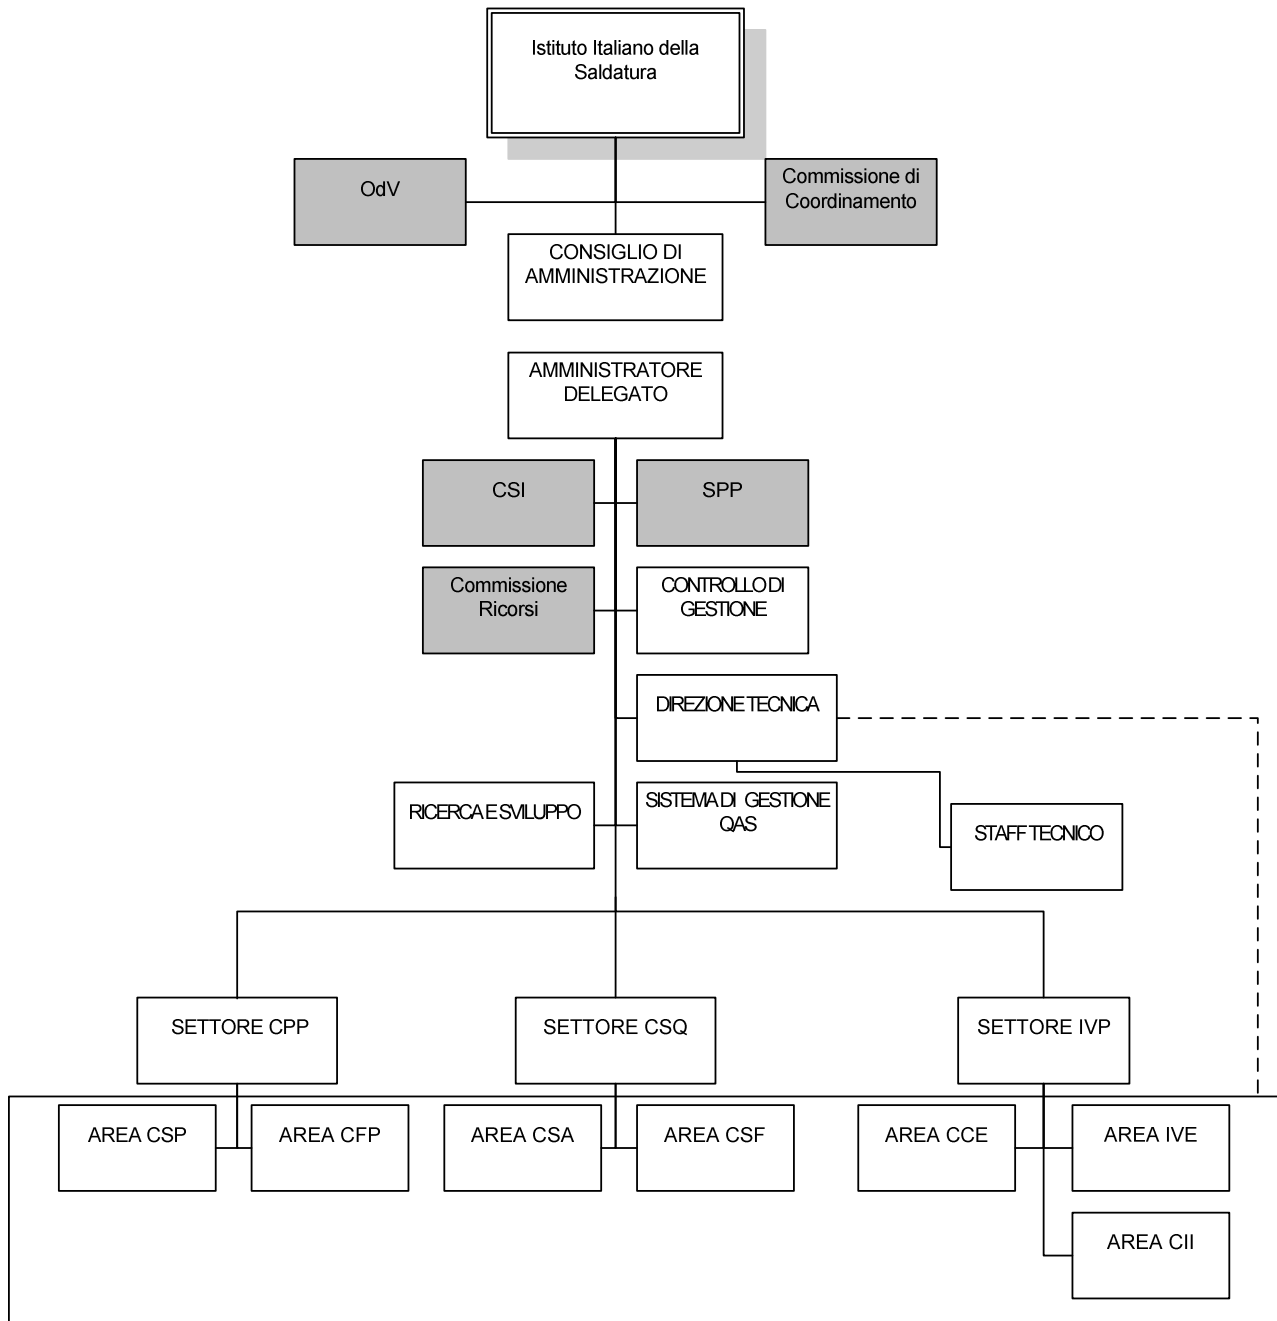 Istituto Italiano della
Saldatura
OdV
Commissione di
Coordinamento
CONSIGLIO DI
AMMINISTRAZIONE
AMMINISTRATORE
DELEGATO
CSI
SPP
Commissione
Ricorsi
CONTROLLO DI
GESTIONE
DIREZIONE TECNICA
RICERCA E SVILUPPO
SISTEMA DI GESTIONE
QAS
STAFF TECNICO
SETTORE CPP
SETTORE CSQ
SETTORE IVP
AREA CSP
AREA CFP
AREA CSA
AREA CSF
AREA CCE
AREA IVE
AREA CII